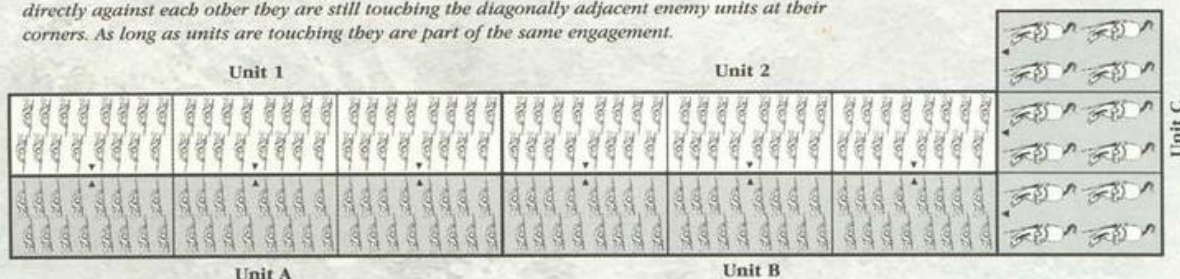 directly against each other they are still touching the diagonally adjacent enemy units at their
corners. As long as units are touching they are part of the same engagement.
Unit 1
Unit 2
Unit C
Unit A
Unit B